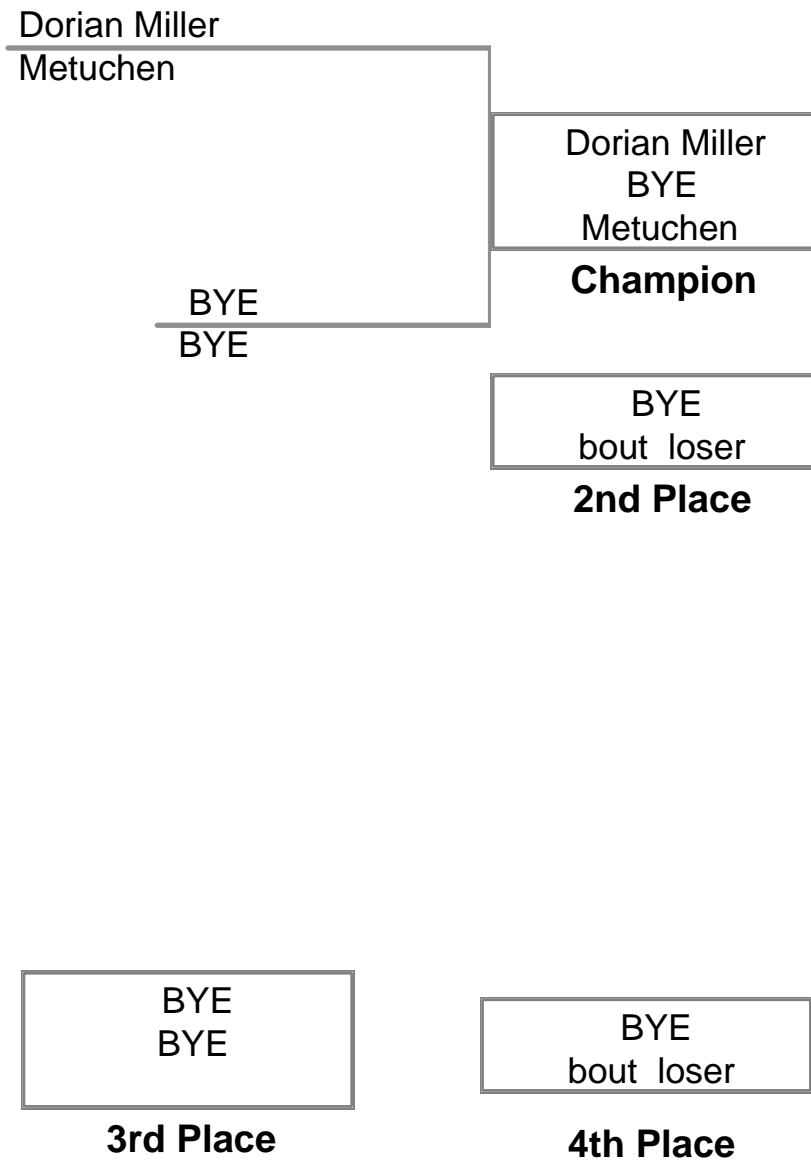 Dorian Miller
Metuchen
Dorian Miller
BYE
Metuchen
Champion
BYE
BYE
BYE
bout loser
2nd Place
BYE
BYE
3rd Place
BYE
bout loser
4th Place